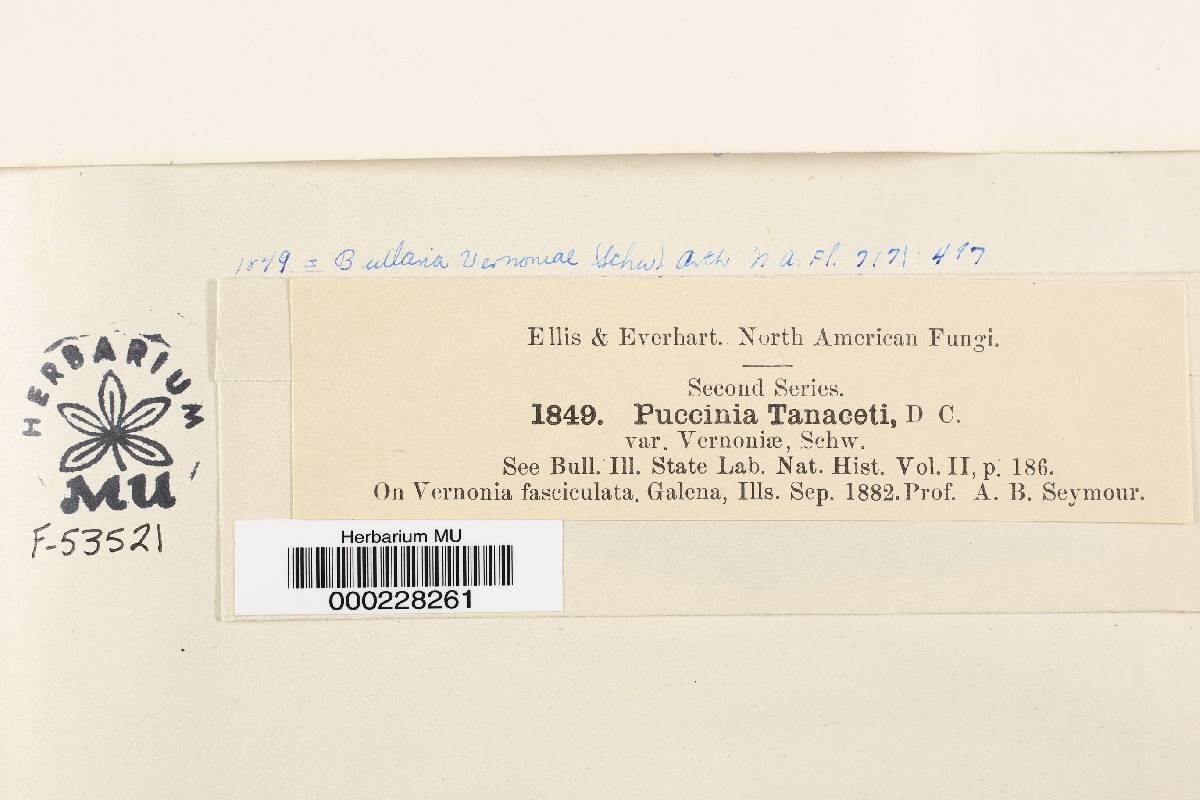 1849 = Bullaria Vernoniae (Schw) Arth N. A. Fl. 7(7): 497
HERBARIUM
MU
F-53521
Ellis & Everhart. North American Fungi.
Second Series.
1849. Puccinia Tanaceti, D C.
var. Vernoniæ, Schw.
See Bull. Ill. State Lab. Nat. Hist. Vol. II, p. 186.
On Vernonia fasciculata, Galena, Ills. Sep. 1882. Prof. A. B. Seymour.
Herbarium MU
000228261